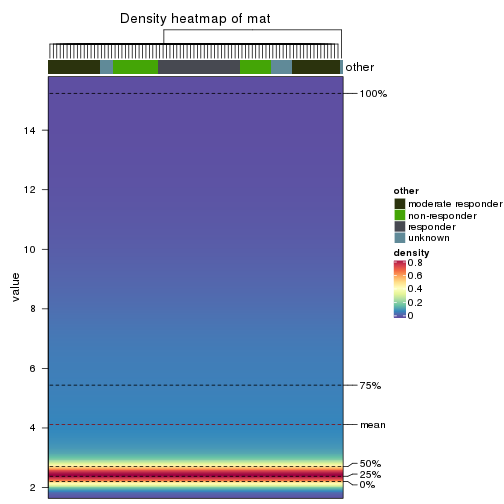 Density heatmap of mat
other
100%
14
12
10
8
6
4
2
value
75%
mean
50%
25%
0%
other
moderate responder
non-responder
responder
unknown
density
0.8
0.6
0.4
0.2
0